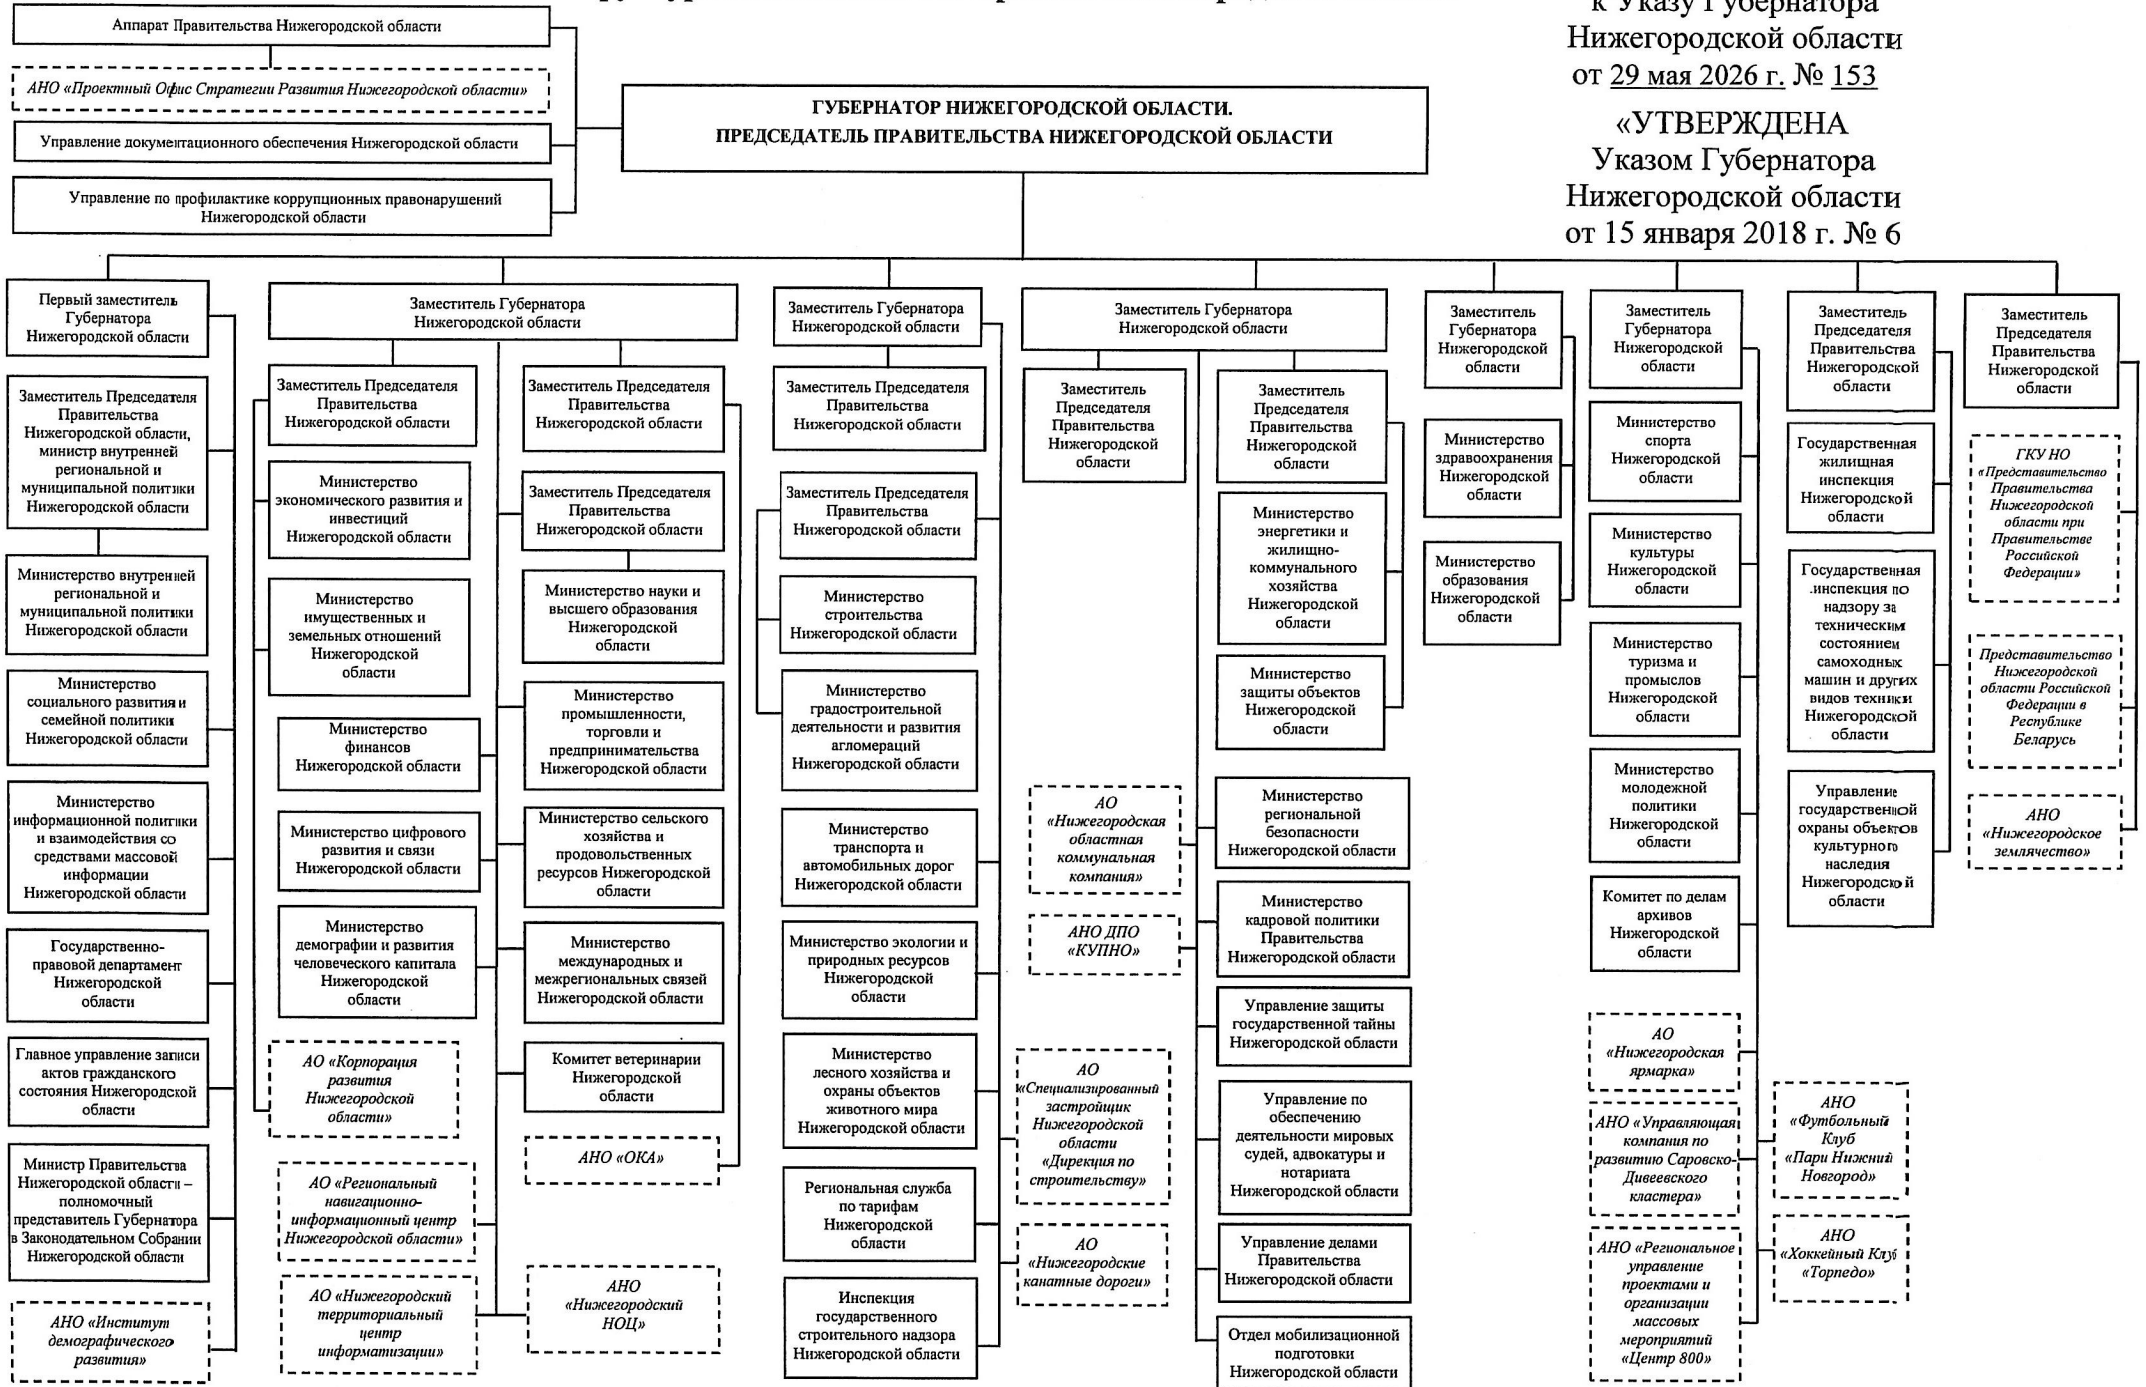 к Указу Губернатора
Нижегородской области
от 29 мая 2026 г. № 153
«УТВЕРЖДЕНА
Указом Губернатора
Нижегородской области
от 15 января 2018 г. № 6
Аппарат Правительства Нижегородской области
АНО «Проектный Офис Стратегии Развития Нижегородской области»
Управление документационного обеспечения Нижегородской области
Управление по профилактике коррупционных правонарушений
Нижегородской области
ГУБЕРНАТОР НИЖЕГОРОДСКОЙ ОБЛАСТИ.
ПРЕДСЕДАТЕЛЬ ПРАВИТЕЛЬСТВА НИЖЕГОРОДСКОЙ ОБЛАСТИ
Первый заместитель
Губернатора
Нижегородской области
Заместитель Председателя
Правительства
Нижегородской области,
министр внутренней
региональной и
муниципальной политики
Нижегородской области
Министерство внутренней
региональной и
муниципальной политики
Нижегородской области
Министерство
социального развития и
семейной политики
Нижегородской области
Министерство
информационной политики
и взаимодействия со
средствами массовой
информации
Нижегородской области
Государственно-
правовой департамент
Нижегородской
области
Главное управление записи
актов гражданского
состояния Нижегородской
области
Министр Правительства
Нижегородской области –
полномочный
представитель Губернатора
в Законодательном Собрании
Нижегородской области
АНО «Институт
демографического
развития»
Заместитель Губернатора
Нижегородской области
Заместитель Председателя
Правительства
Нижегородской области
Министерство
экономического развития и
инвестиций
Нижегородской области
Министерство
имущественных и
земельных отношений
Нижегородской
области
Министерство
финансов
Нижегородской области
Министерство цифрового
развития и связи
Нижегородской области
Министерство
демографии и развития
человеческого капитала
Нижегородской
области
АО «Корпорация
развития
Нижегородской
области»
АО «Региональный
навигационно-
информационный центр
Нижегородской области»
АО «Нижегородский
территориальный
центр
информатизации»
Заместитель Председателя
Правительства
Нижегородской области
Заместитель Председателя
Правительства
Нижегородской области
Министерство науки и
высшего образования
Нижегородской
области
Министерство
промышленности,
торговли и
предпринимательства
Нижегородской области
Министерство сельского
хозяйства и
продовольственных
ресурсов Нижегородской
области
Министерство
международных и
межрегиональных связей
Нижегородской области
Комитет ветеринарии
Нижегородской
области
АНО «ОКА»
АНО
«Нижегородский
НОЦ»
Заместитель Губернатора
Нижегородской области
Заместитель Председателя
Правительства
Нижегородской области
Заместитель Председателя
Правительства
Нижегородской области
Министерство
строительства
Нижегородской области
Министерство
градостроительной
деятельности и развития
агломераций
Нижегородской области
Министерство
транспорта и
автомобильных дорог
Нижегородской области
Министерство экологии и
природных ресурсов
Нижегородской
области
Министерство
лесного хозяйства и
охраны объектов
животного мира
Нижегородской области
Региональная служба
по тарифам
Нижегородской
области
Инспекция
государственного
строительного надзора
Нижегородской области
Заместитель Губернатора
Нижегородской области
Заместитель
Председателя
Правительства
Нижегородской
области
АО
«Нижегородская
областная
коммунальная
компания»
АНО ДПО
«КУПНО»
АО
«Специализированный
застройщик
Нижегородской
области
«Дирекция по
строительству»
АО
«Нижегородские
канатные дороги»
Заместитель
Председателя
Правительства
Нижегородской
области
Министерство
энергетики и
жилищно-
коммунального
хозяйства
Нижегородской
области
Министерство
защиты объектов
Нижегородской
области
Министерство
региональной
безопасности
Нижегородской области
Министерство
кадровой политики
Правительства
Нижегородской области
Управление защиты
государственной тайны
Нижегородской области
Управление по
обеспечению
деятельности мировых
судей, адвокатуры и
нотариата
Нижегородской области
Управление делами
Правительства
Нижегородской области
Отдел мобилизационной
подготовки
Нижегородской области
Заместитель
Губернатора
Нижегородской
области
Министерство
здравоохранения
Нижегородской
области
Министерство
образования
Нижегородской
области
Заместитель
Губернатора
Нижегородской
области
Министерство
спорта
Нижегородской
области
Министерство
культуры
Нижегородской
области
Министерство
туризма и
промыслов
Нижегородской
области
Министерство
молодежной
политики
Нижегородской
области
Комитет по делам
архивов
Нижегородской
области
АО
«Нижегородская
ярмарка»
АНО «Управляющая
компания по
развитию Саровско-
Дивеевского
кластера»
АНО «Региональное
управление
проектами и
организации
массовых
мероприятий
«Центр 800»
Заместитель
Председателя
Правительства
Нижегородской
области
Государственная
жилищная
инспекция
Нижегородской
области
Государственная
инспекция по
надзору за
техническим
состоянием
самоходных
машин и других
видов техники
Нижегородской
области
Управление
государственной
охраны объектов
культурного
наследия
Нижегородской
области
АНО
«Футбольный
Клуб
«Пари Нижний
Новгород»
АНО
«Хоккейный Клуб
«Торпедо»
Заместитель
Председателя
Правительства
Нижегородской
области
ГКУ НО
«Представительство
Правительства
Нижегородской
области при
Правительстве
Российской
Федерации»
Представительство
Нижегородской
области Российской
Федерации в
Республике
Беларусь
АНО
«Нижегородское
землячество»